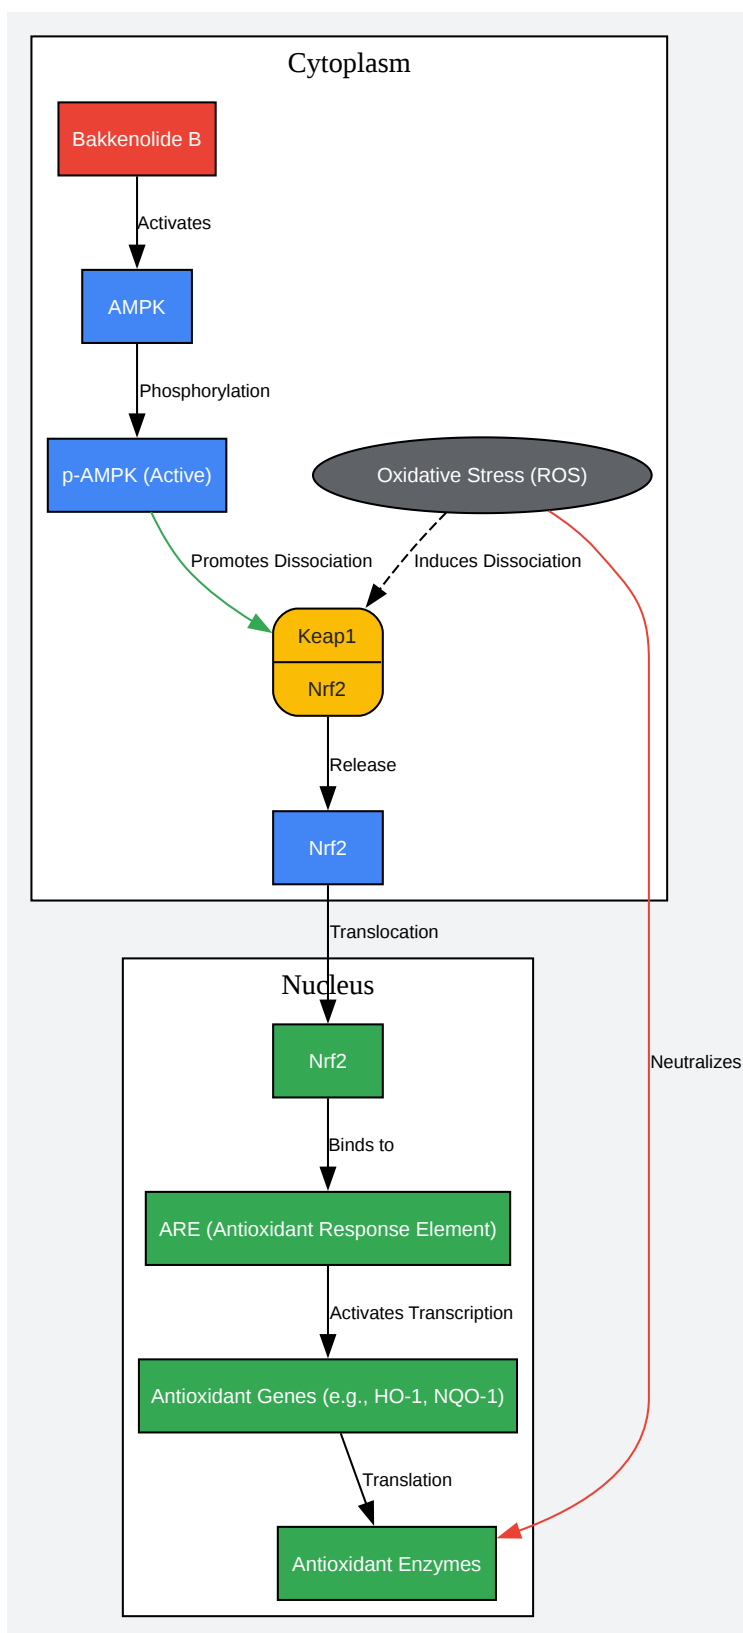 Cytoplasm
Bakkenolide B
Activates
AMPK
Phosphorylation
p-AMPK (Active)
Oxidative Stress (ROS)
Promotes Dissociation
Induces Dissociation
Keap1
Nrf2
Release
Nrf2
Translocation
Nucleus
Nrf2
Neutralizes
Binds to
ARE (Antioxidant Response Element)
Activates Transcription
Antioxidant Genes (e.g., HO-1, NQO-1)
Translation
Antioxidant Enzymes